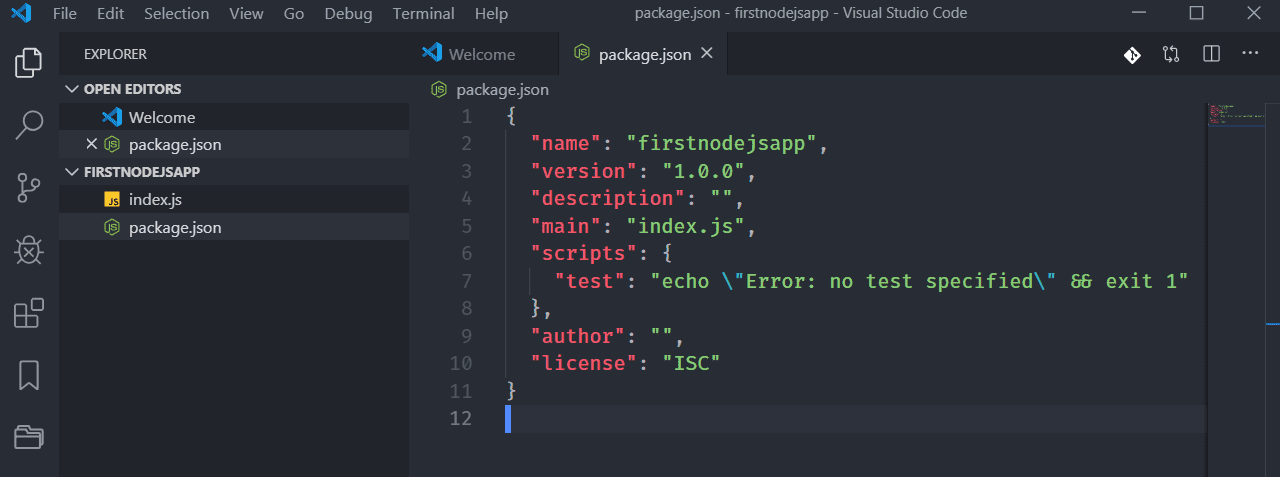 File Edit Selection View Go Debug Terminal Help package.json - firstnodejsapp - Visual Studio Code
EXPLORER
OPEN EDITORS
Welcome
package.json
FIRSTNODEJSAPP
JS index.js
package.json
Welcome
package.json
package.json
1 {
2 "name": "firstnodejsapp",
3 "version": "1.0.0",
4 "description": "",
5 "main": "index.js",
6 "scripts": {
7 "test": "echo \"Error: no test specified\" && exit 1"
8 },
9 "author": "",
10 "license": "ISC"
11 }
12